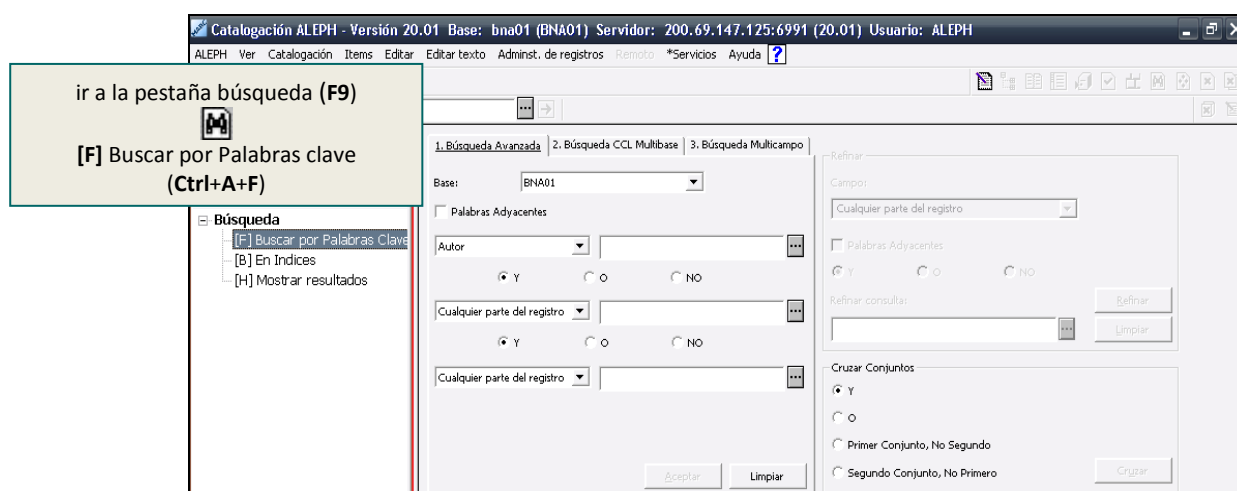 Catalogación ALEPH - Versión 20.01 Base: bna01 (BNA01) Servidor: 200.69.147.125:6991 (20.01) Usuario: ALEPH
ALEPH Ver Catalogación Items Editar Editar texto Adminst. de registros Remoto *Servicios Ayuda ?
ir a la pestaña búsqueda (F9)
[F] Buscar por Palabras clave
(Ctrl+A+F)
Búsqueda
[F] Buscar por Palabras Clave
[B] En Indices
[H] Mostrar resultados
1. Búsqueda Avanzada 2. Búsqueda CCL Multibase 3. Búsqueda Multicampo
Base: BNA01
Palabras Adyacentes
Autor
Y O NO
Cualquier parte del registro
Y O NO
Cualquier parte del registro
Aceptar Limpiar
Refinar
Campo:
Cualquier parte del registro
Palabras Adyacentes
Y O NO
Refinar consulta:
Refinar
Limpiar
Cruzar Conjuntos
Y
O
Primer Conjunto, No Segundo
Segundo Conjunto, No Primero
Cruzar